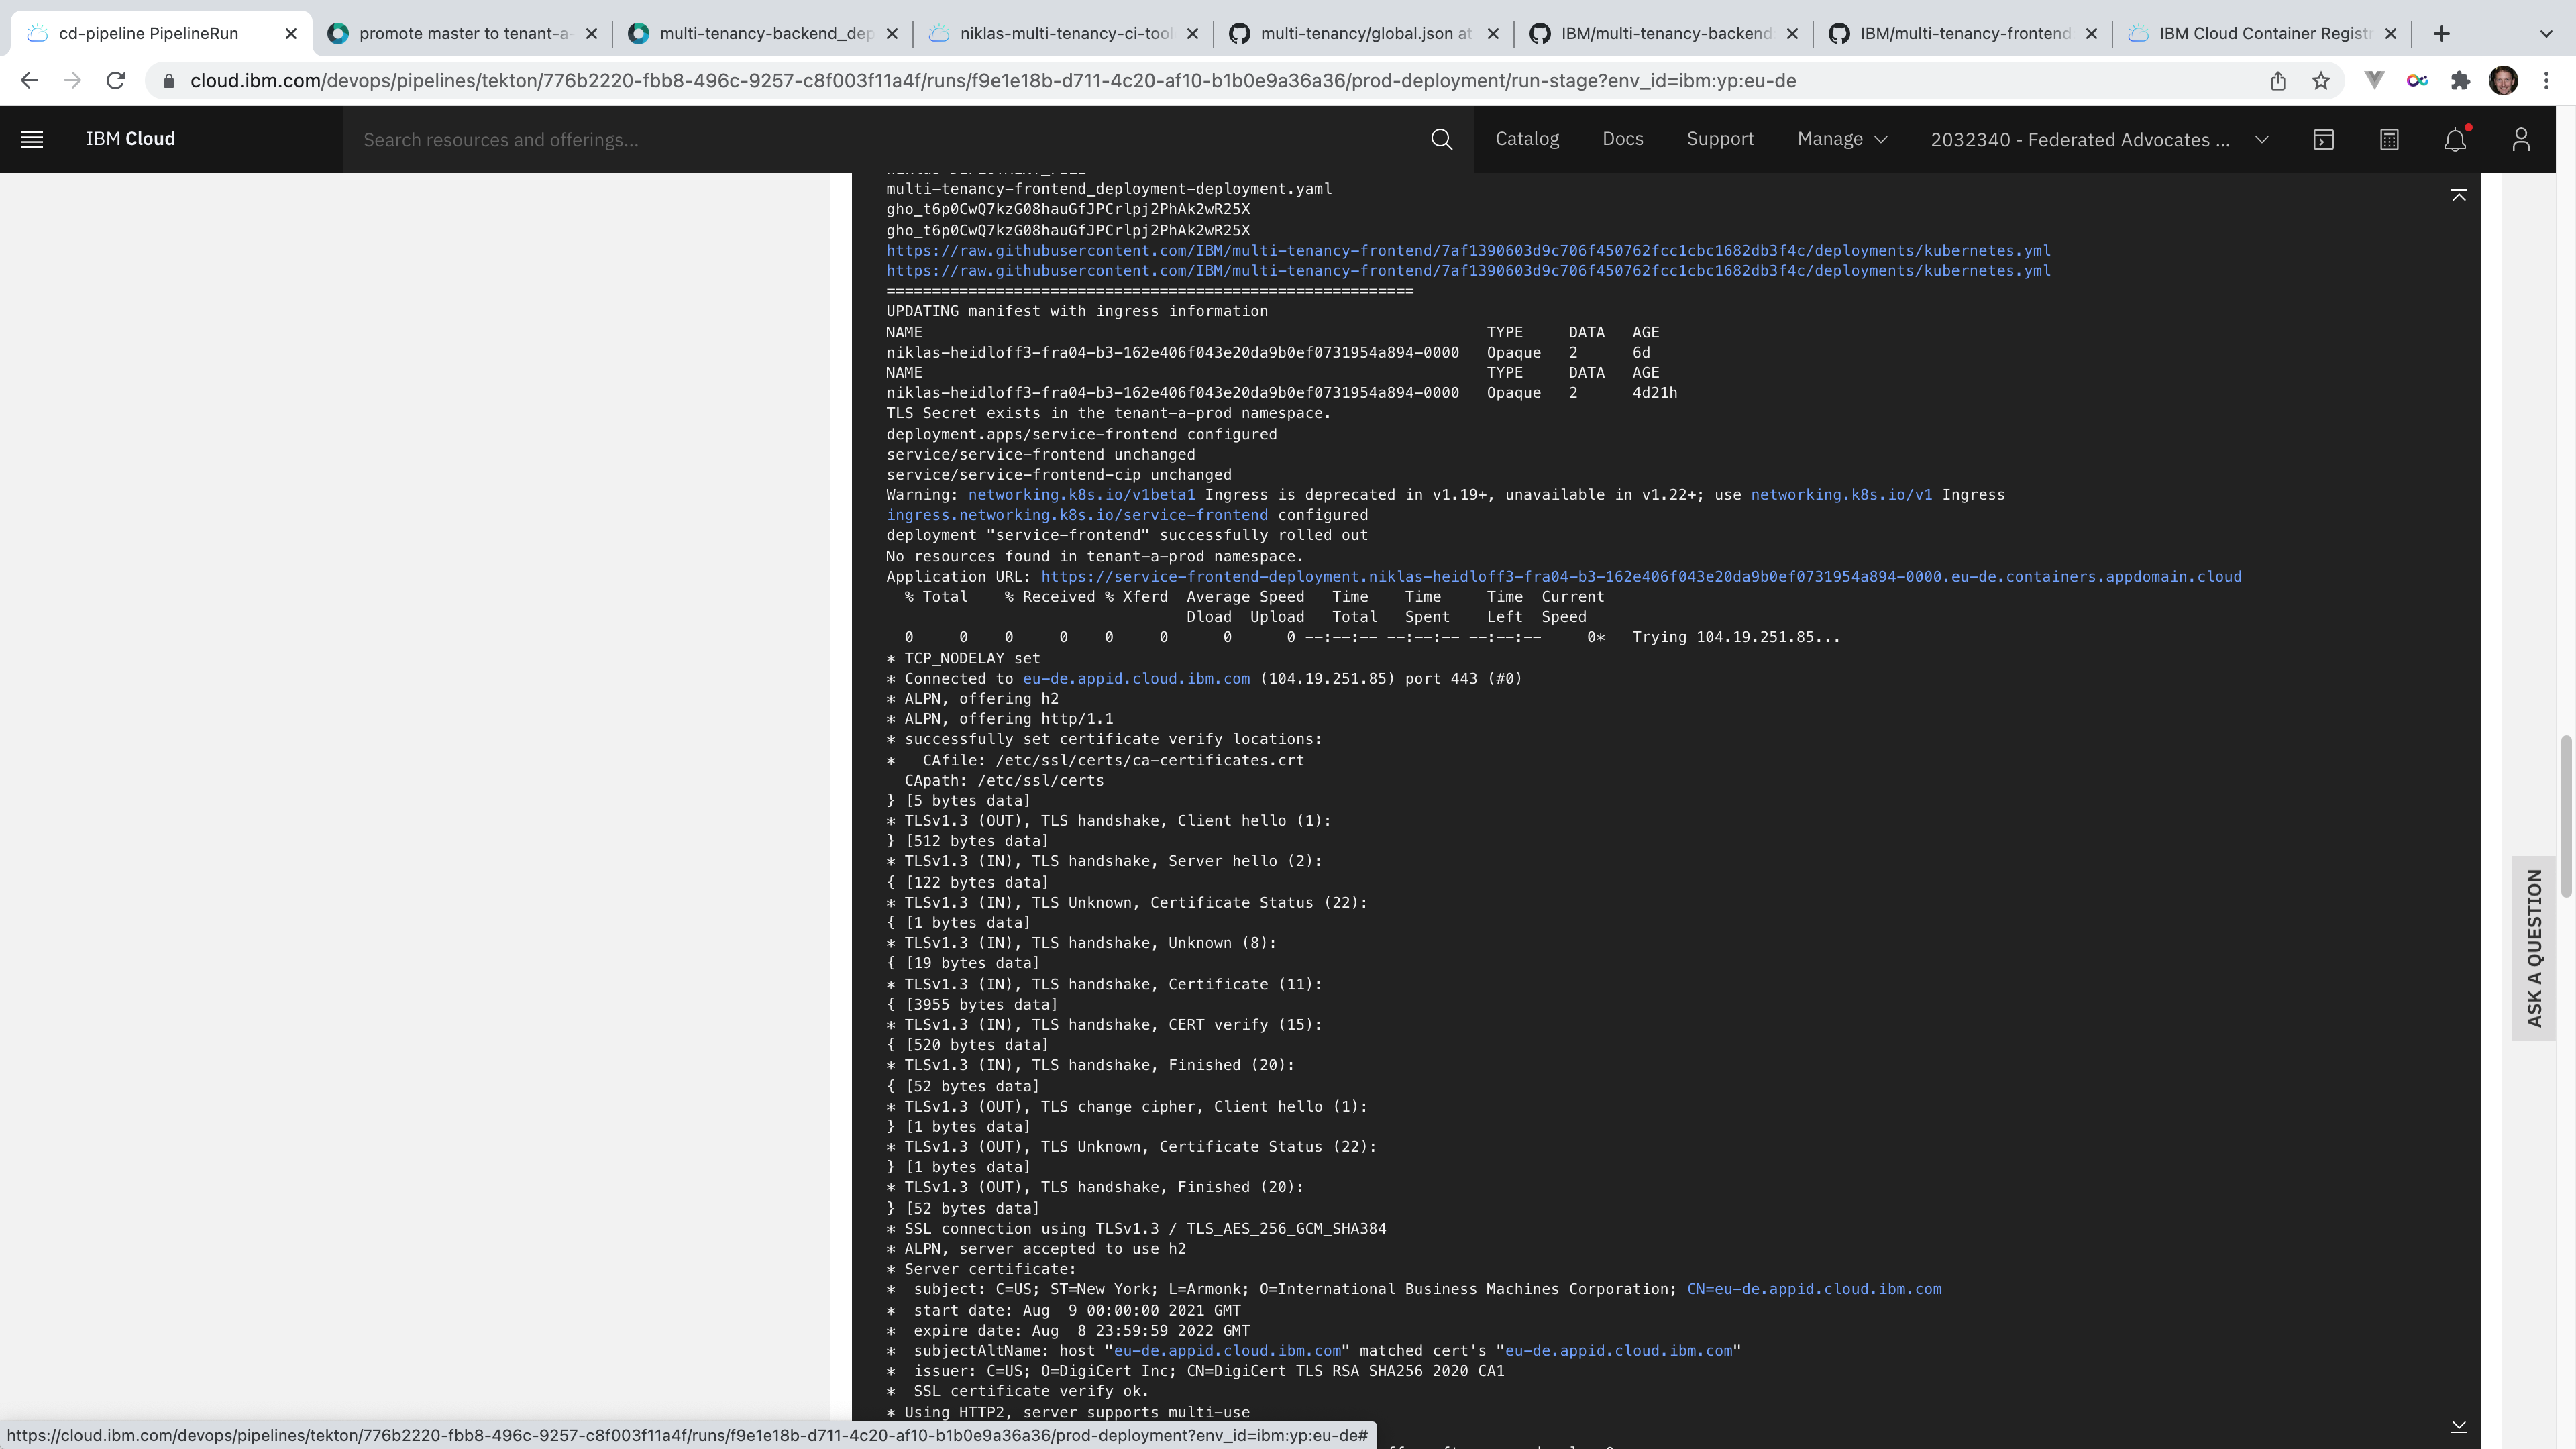 cd-pipeline PipelineRun
promote master to tenant-a-
multi-tenancy-backend_dep
niklas-multi-tenancy-ci-tool
multi-tenancy/global.json at
IBM/multi-tenancy-backend
IBM/multi-tenancy-frontend
IBM Cloud Container Registr
cloud.ibm.com/devops/pipelines/tekton/776b2220-fbb8-496c-9257-c8f003f11a4f/runs/f9e1e18b-d711-4c20-af10-b1b0e9a36a36/prod-deployment/run-stage?env_id=ibm:yp:eu-de
IBM Cloud
Search resources and offerings...
Catalog
Docs
Support
Manage
2032340 - Federated Advocates ...
multi-tenancy-frontend_deployment-deployment.yaml
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
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
https://raw.githubusercontent.com/IBM/multi-tenancy-frontend/7af1390603d9c706f450762fcc1cbc1682db3f4c/deployments/kubernetes.yml
https://raw.githubusercontent.com/IBM/multi-tenancy-frontend/7af1390603d9c706f450762fcc1cbc1682db3f4c/deployments/kubernetes.yml
==========================================================
UPDATING manifest with ingress information
NAME TYPE DATA AGE
niklas-heidloff3-fra04-b3-162e406f043e20da9b0ef0731954a894-0000 Opaque 2 6d
NAME TYPE DATA AGE
niklas-heidloff3-fra04-b3-162e406f043e20da9b0ef0731954a894-0000 Opaque 2 4d21h
TLS Secret exists in the tenant-a-prod namespace.
deployment.apps/service-frontend configured
service/service-frontend unchanged
service/service-frontend-cip unchanged
Warning: networking.k8s.io/v1beta1 Ingress is deprecated in v1.19+, unavailable in v1.22+; use networking.k8s.io/v1 Ingress
ingress.networking.k8s.io/service-frontend configured
deployment "service-frontend" successfully rolled out
No resources found in tenant-a-prod namespace.
Application URL: https://service-frontend-deployment.niklas-heidloff3-fra04-b3-162e406f043e20da9b0ef0731954a894-0000.eu-de.containers.appdomain.cloud
% Total % Received % Xferd Average Speed Time Time Time Current
Dload Upload Total Spent Left Speed
0 0 0 0 0 0 0 0 --:--:-- --:--:-- --:--:-- 0* Trying 104.19.251.85...
* TCP_NODELAY set
* Connected to eu-de.appid.cloud.ibm.com (104.19.251.85) port 443 (#0)
* ALPN, offering h2
* ALPN, offering http/1.1
* successfully set certificate verify locations:
* CAfile: /etc/ssl/certs/ca-certificates.crt
CApath: /etc/ssl/certs
} [5 bytes data]
* TLSv1.3 (OUT), TLS handshake, Client hello (1):
} [512 bytes data]
* TLSv1.3 (IN), TLS handshake, Server hello (2):
{ [122 bytes data]
* TLSv1.3 (IN), TLS Unknown, Certificate Status (22):
{ [1 bytes data]
* TLSv1.3 (IN), TLS handshake, Unknown (8):
{ [19 bytes data]
* TLSv1.3 (IN), TLS handshake, Certificate (11):
{ [3955 bytes data]
* TLSv1.3 (IN), TLS handshake, CERT verify (15):
{ [520 bytes data]
* TLSv1.3 (IN), TLS handshake, Finished (20):
{ [52 bytes data]
* TLSv1.3 (OUT), TLS change cipher, Client hello (1):
} [1 bytes data]
* TLSv1.3 (OUT), TLS Unknown, Certificate Status (22):
} [1 bytes data]
* TLSv1.3 (OUT), TLS handshake, Finished (20):
} [52 bytes data]
* SSL connection using TLSv1.3 / TLS_AES_256_GCM_SHA384
* ALPN, server accepted to use h2
* Server certificate:
* subject: C=US; ST=New York; L=Armonk; O=International Business Machines Corporation; CN=eu-de.appid.cloud.ibm.com
* start date: Aug 9 00:00:00 2021 GMT
* expire date: Aug 8 23:59:59 2022 GMT
* subjectAltName: host "eu-de.appid.cloud.ibm.com" matched cert's "eu-de.appid.cloud.ibm.com"
* issuer: C=US; O=DigiCert Inc; CN=DigiCert TLS RSA SHA256 2020 CA1
* SSL certificate verify ok.
* Using HTTP2, server supports multi-use
ASK A QUESTION
https://cloud.ibm.com/devops/pipelines/tekton/776b2220-fbb8-496c-9257-c8f003f11a4f/runs/f9e1e18b-d711-4c20-af10-b1b0e9a36a36/prod-deployment?env_id=ibm:yp:eu-de#